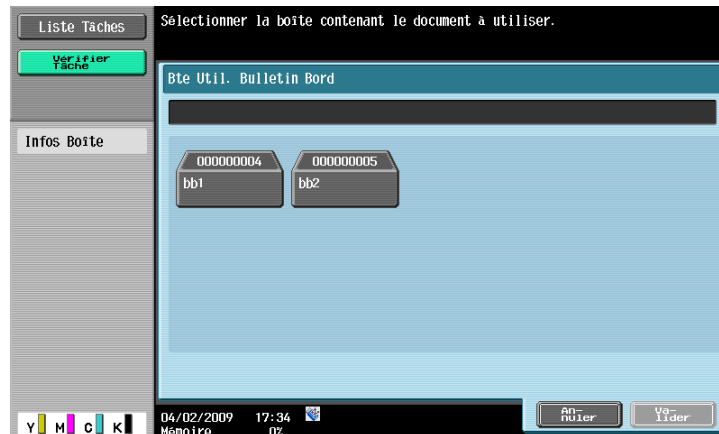 Liste Tâches
Sélectionner la boîte contenant le document à utiliser.
Vérifier
Tâche
Bte Util. Bulletin Bord
Infos Boîte
000000004
000000005
bb1
bb2
An-
nuler
Va-
lider
04/02/2009 17:34
Mémoire 0%
Y M C K